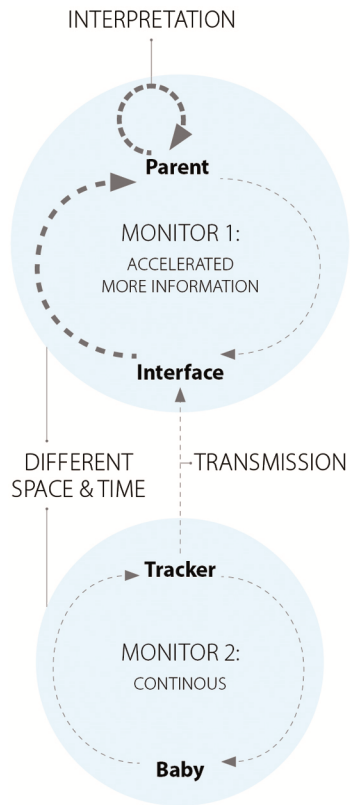 INTERPRETATION
Parent
MONITOR 1:
ACCELERATED
MORE INFORMATION
Interface
DIFFERENT
SPACE & TIME
TRANSMISSION
Tracker
MONITOR 2:
CONTINOUS
Baby